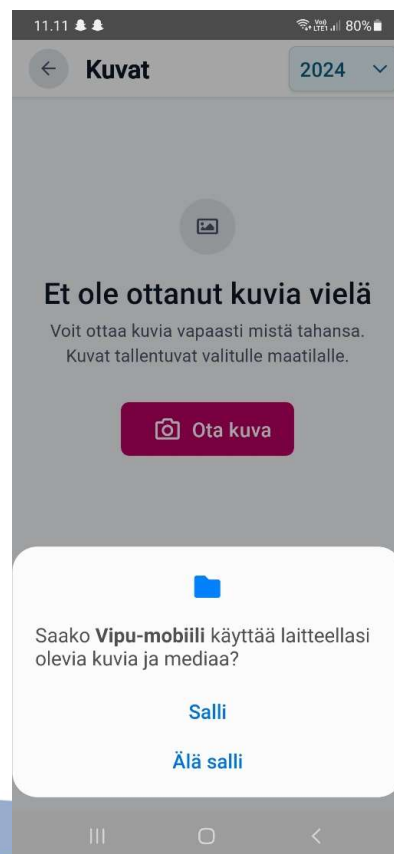 11.11 80%
Kuvat
2024
Et ole ottanut kuvia vielä
Voit ottaa kuvia vapaasti mistä tahansa.
Kuvat tallentuvat valitulle maatilalle.
Ota kuva
Saako Vipu-mobiili käyttää laitteellasi
olevia kuvia ja mediaa?
Salli
Älä salli